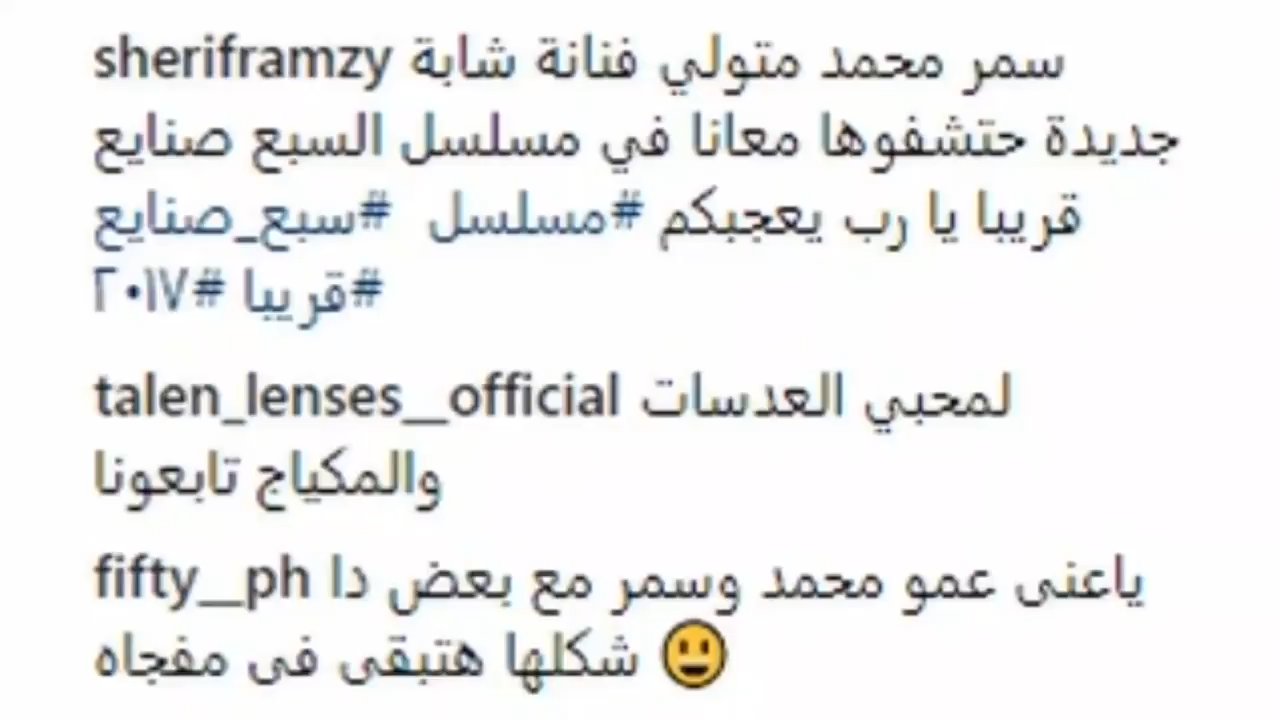 sheriframzy سمر محمد متولي فنانة شابة
جديدة حتشفوها معانا في مسلسل السبع صنايع
قريبا يا رب يعجبكم #مسلسل #سبع_صنايع
#قريبا #٢٠١٧
talen_lenses__official لمحبي العدسات
والمكياج تابعونا
fifty__ph ياعنى عمو محمد وسمر مع بعض دا
شكلها هتبقى فى مفجاه 😃